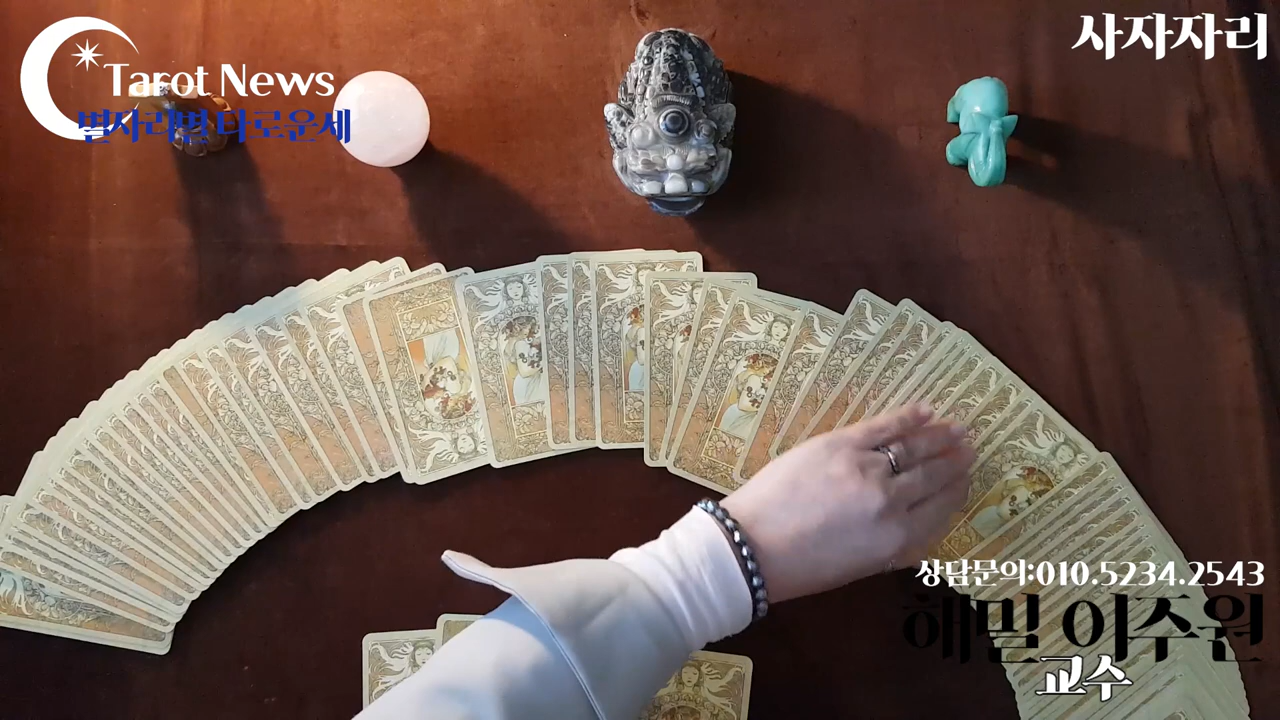 사자자리
Tarot News
별자리별 타로운세
상담문의:010.5234.2543
해밀 이주원
교수